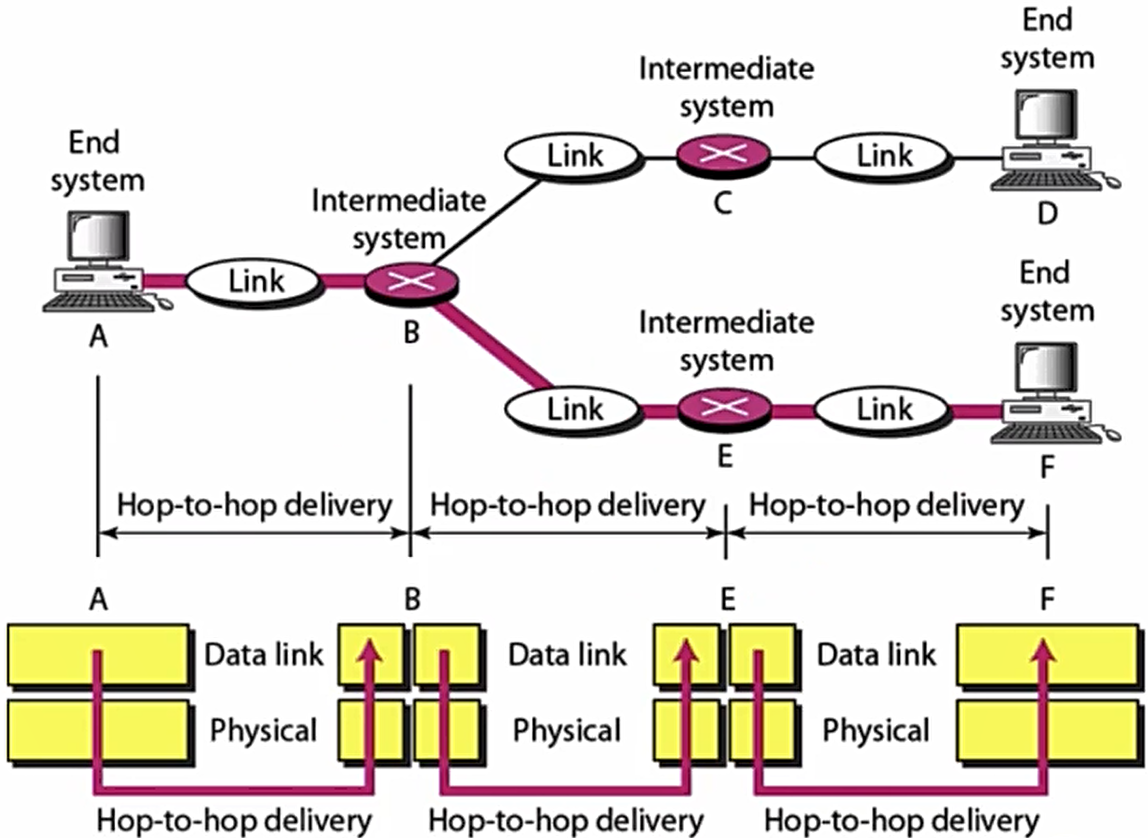 End
system
Intermediate
system
Link
Link
C
D
End
system
Intermediate
system
Link
A
B
End
system
Intermediate
system
Link
Link
E
F
Hop-to-hop delivery
Hop-to-hop delivery
Hop-to-hop delivery
A
B
E
F
Data link
Data link
Data link
Physical
Physical
Physical
Hop-to-hop delivery
Hop-to-hop delivery
Hop-to-hop delivery